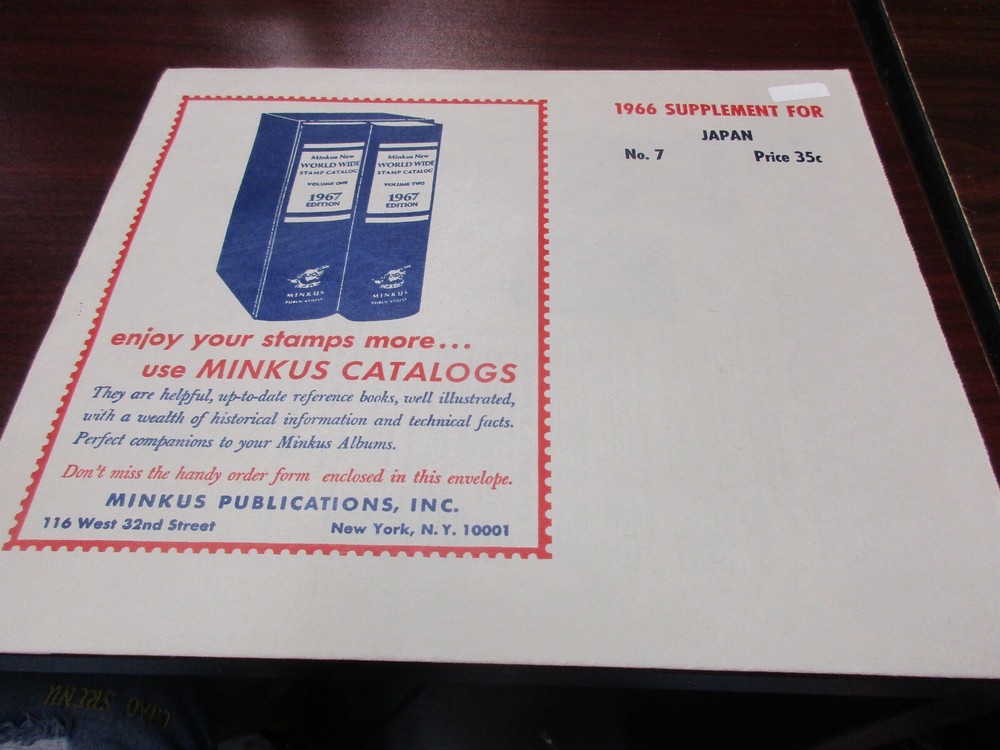 1966 SUPPLEMENT FOR
JAPAN
No. 7 Price 35c
Minkus New
WORLD WIDE
STAMP CATALOG
VOLUME ONE
1967
EDITION
MINKUS
PUBLICATIONS
Minkus New
WORLD WIDE
STAMP CATALOG
VOLUME TWO
1967
EDITION
MINKUS
PUBLICATIONS
enjoy your stamps more...
use MINKUS CATALOGS
They are helpful, up-to-date reference books, well illustrated,
with a wealth of historical information and technical facts.
Perfect companions to your Minkus Albums.
Don't miss the handy order form enclosed in this envelope.
MINKUS PUBLICATIONS, INC.
116 West 32nd Street New York, N.Y. 10001